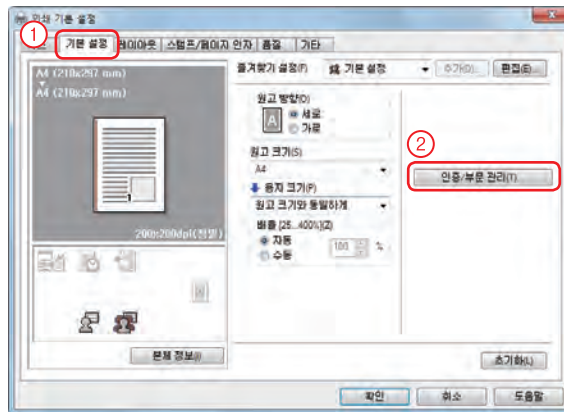 인쇄 기본 설정
①
기본 설정 레이아웃 스탬프/페이지 인자 품질 기타
A4 (210x297 mm)
A4 (210x297 mm)
200x200dpi(정밀)
본체 정보(I)
즐겨찾기 설정(F) 기본 설정 추가(D)... 편집(E)...
원고 방향(O)
A
세로
가로
원고 크기(S)
A4
용지 크기(P)
원고 크기와 동일하게
배율 [25...400%](Z)
자동
수동
100 %
②
인증/부문 관리(T)
초기화(L)
확인 취소 도움말